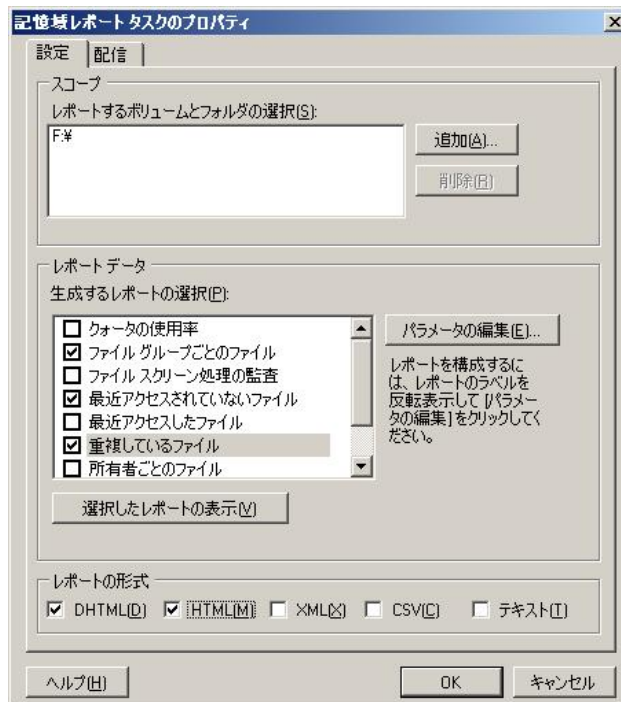 記憶域レポート タスクのプロパティ
設定 配信
スコープ
レポートするボリュームとフォルダの選択(S):
F:¥
追加(A)...
削除(R)
レポート データ
生成するレポートの選択(P):
クォータの使用率
ファイル グループごとのファイル
ファイル スクリーン処理の監査
最近アクセスされていないファイル
最近アクセスしたファイル
重複しているファイル
所有者ごとのファイル
パラメータの編集(E)...
レポートを構成するに
は、レポートのラベルを
反転表示して [パラメー
タの編集] をクリックしてく
ださい。
選択したレポートの表示(V)
レポートの形式
DHTML(D) HTML(M) XML(X) CSV(C) テキスト(T)
ヘルプ(H) OK キャンセル